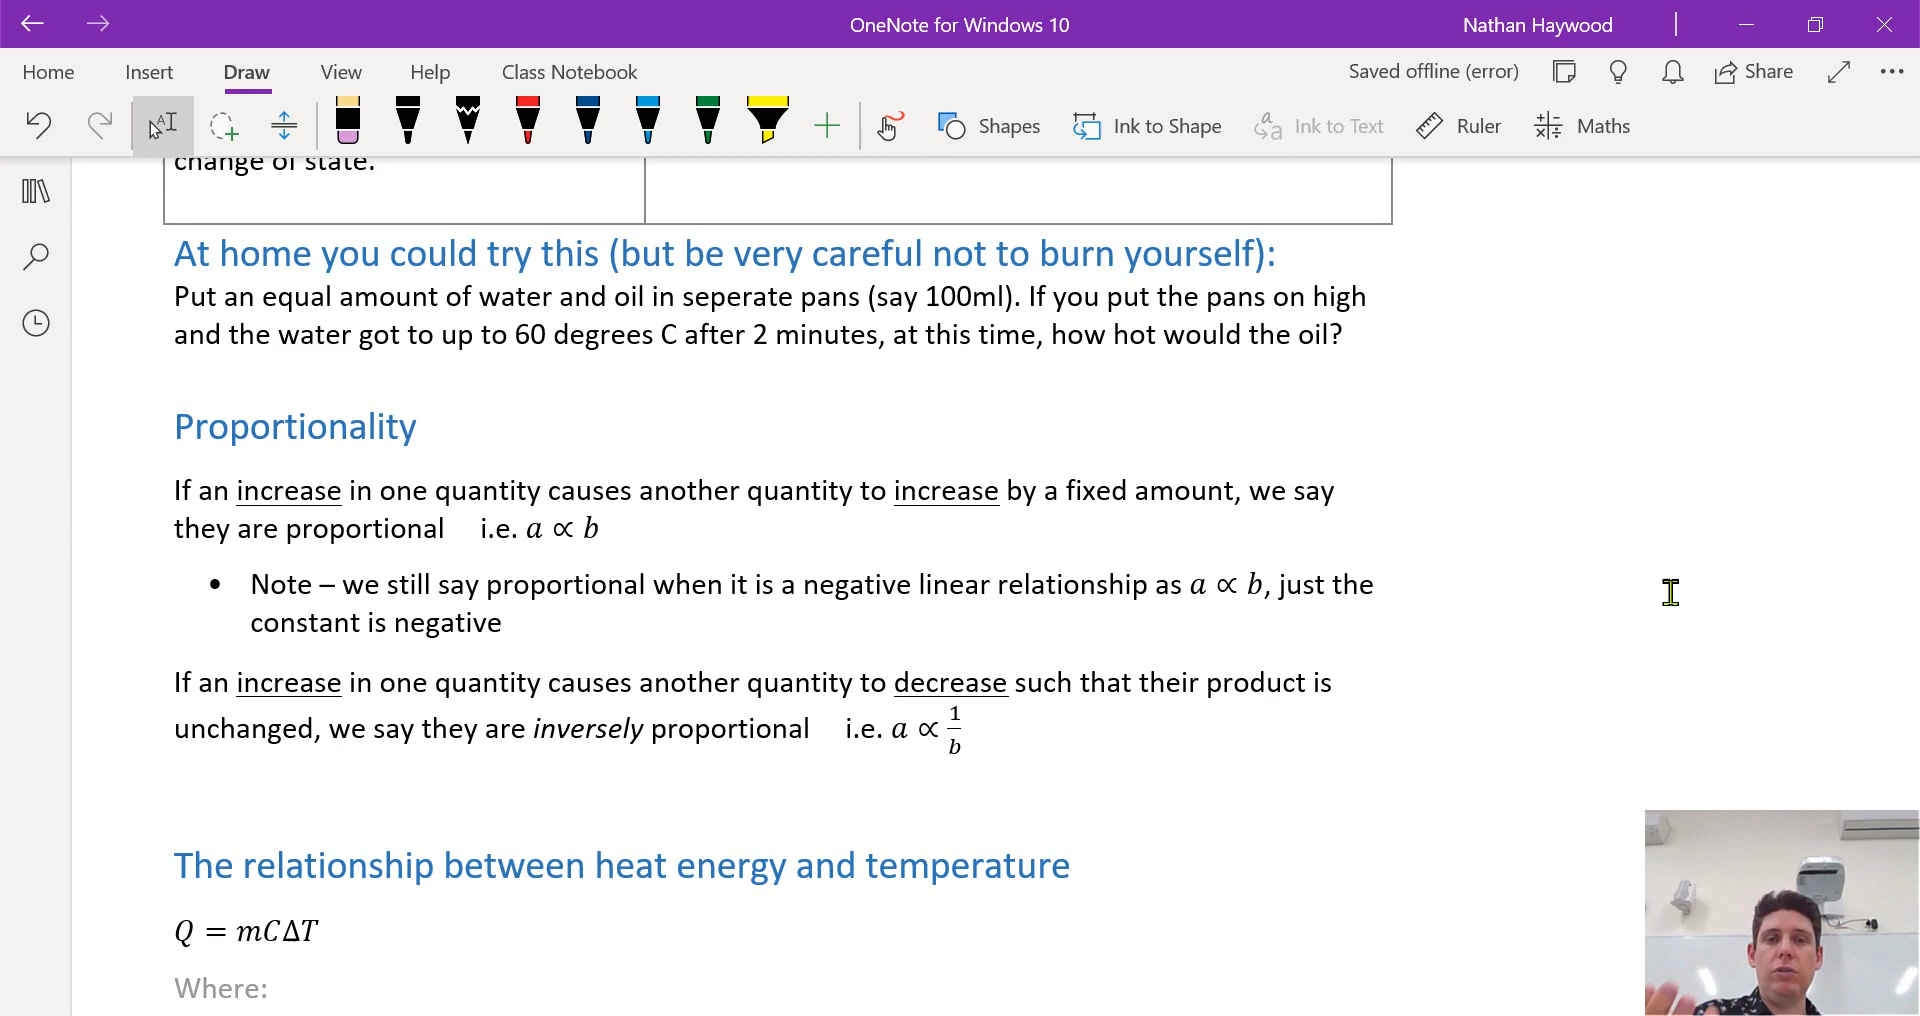 OneNote for Windows 10
Nathan Haywood
Home Insert Draw View Help Class Notebook
Saved offline (error)
Share
Shapes
Ink to Shape
Ink to Text
Ruler
Maths
change of state.
At home you could try this (but be very careful not to burn yourself):
Put an equal amount of water and oil in seperate pans (say 100ml). If you put the pans on high
and the water got to up to 60 degrees C after 2 minutes, at this time, how hot would the oil?
Proportionality
If an increase in one quantity causes another quantity to increase by a fixed amount, we say
they are proportional i.e. a ∝ b
• Note – we still say proportional when it is a negative linear relationship as a ∝ b, just the
constant is negative
If an increase in one quantity causes another quantity to decrease such that their product is
unchanged, we say they are inversely proportional i.e. a ∝ 1/b
The relationship between heat energy and temperature
Q = mCΔT
Where: